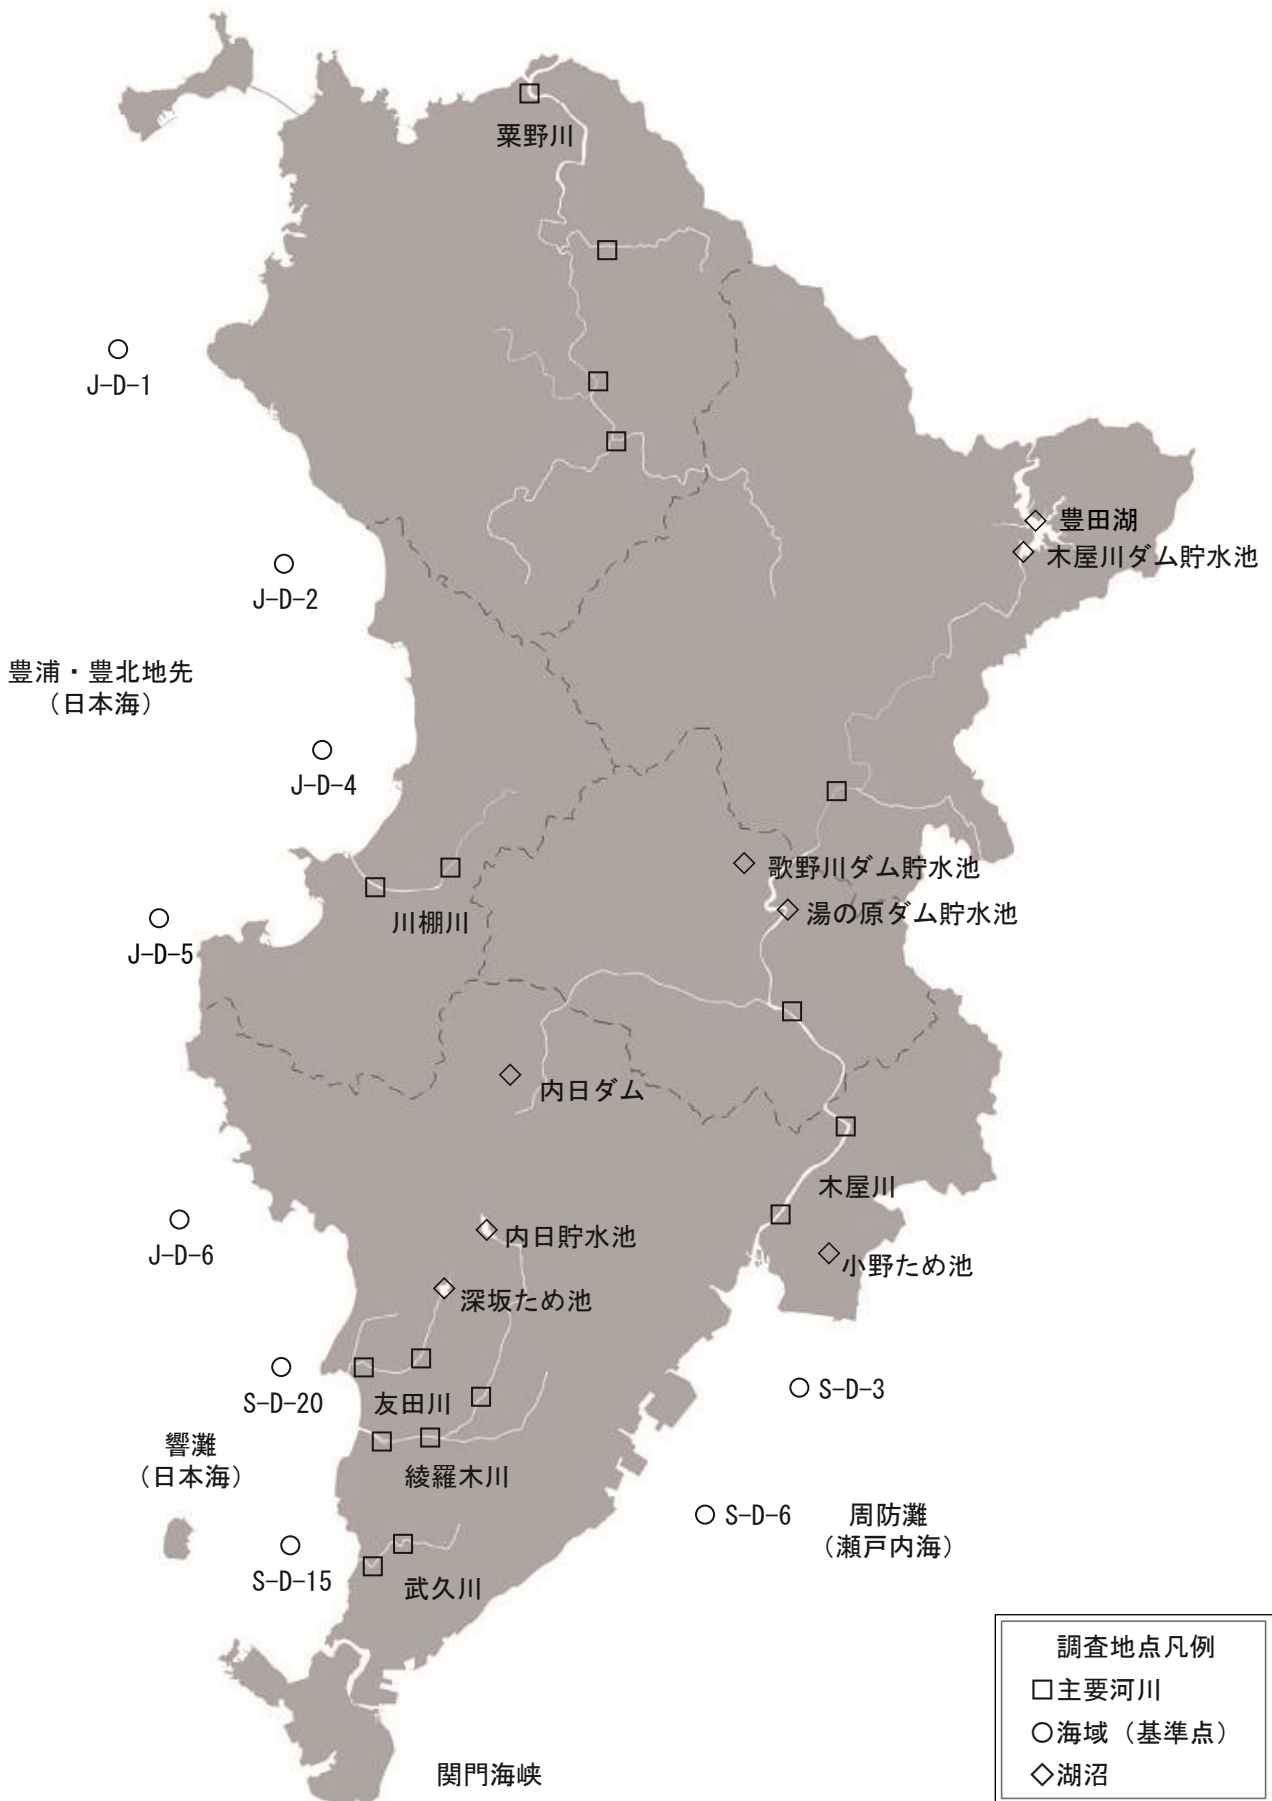 粟野川
J-D-1
豊田湖
木屋川ダム貯水池
J-D-2
豊浦・豊北地先
（日本海）
J-D-4
歌野川ダム貯水池
湯の原ダム貯水池
川棚川
J-D-5
内日ダム
木屋川
内日貯水池
J-D-6
小野ため池
深坂ため池
S-D-20
友田川
S-D-3
響灘
（日本海）
綾羅木川
S-D-6
周防灘
（瀬戸内海）
S-D-15
武久川
関門海峡
調査地点凡例
□主要河川
○海域（基準点）
◇湖沼